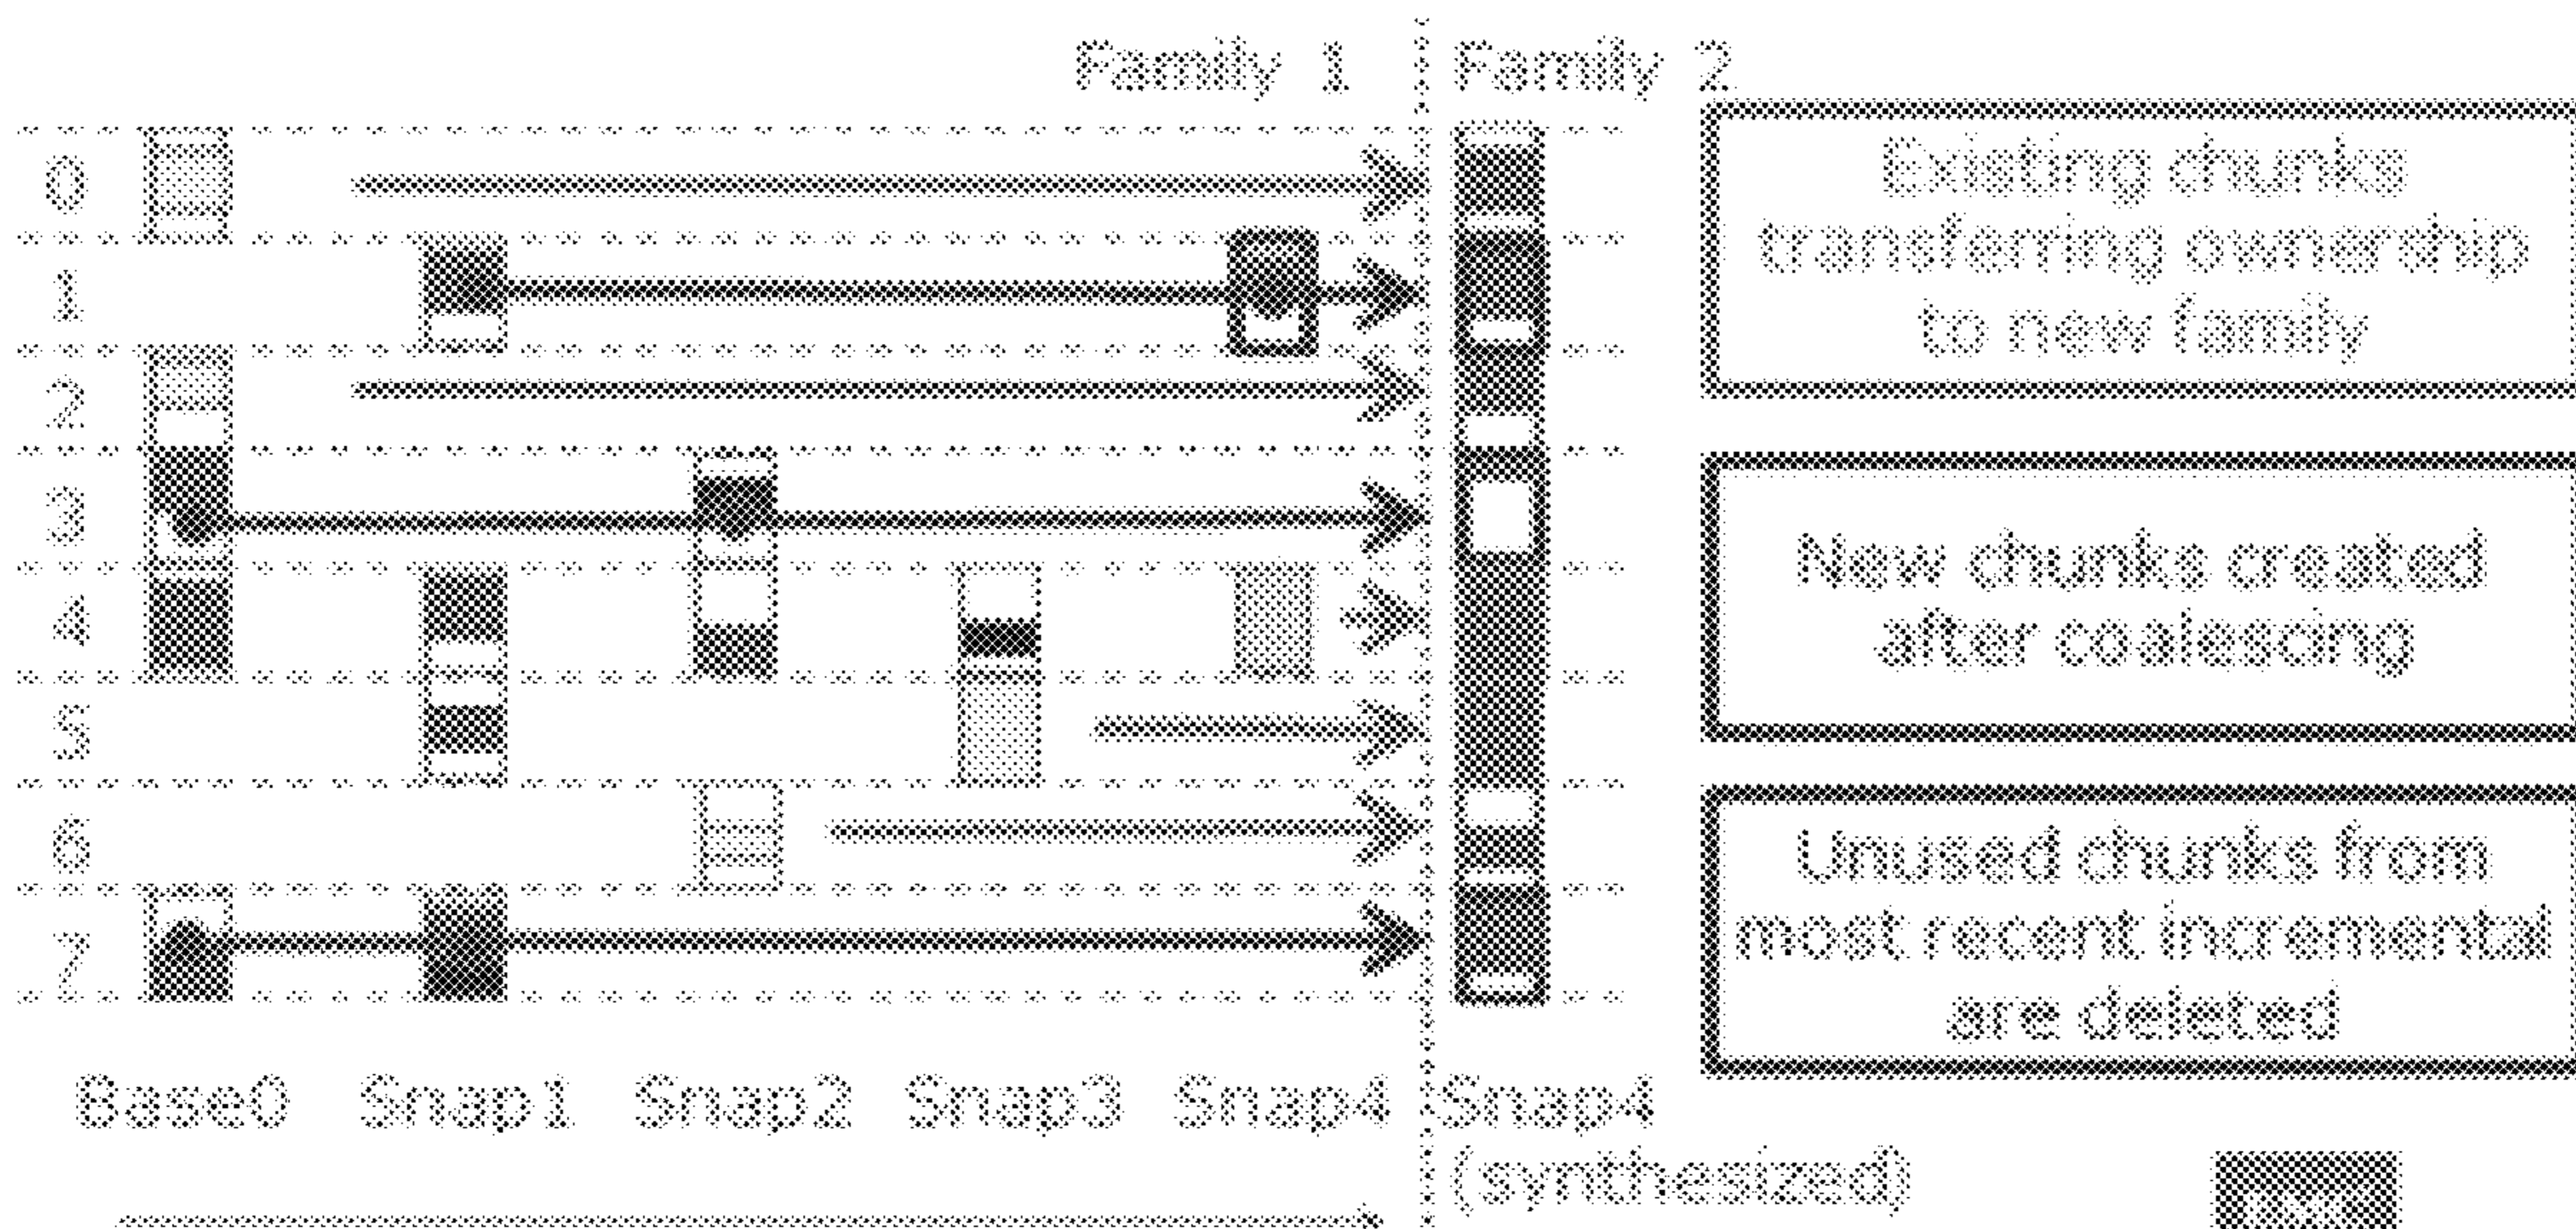 Family 1 Family 2
0
1
2
3
4
5
6
7
Existing chunks
transferring ownership
to new family
New chunks created
after coalescing
Unused chunks from
most recent incremental
are deleted
Base0 Snap1 Snap2 Snap3 Snap4 Snap4
(synthesized)